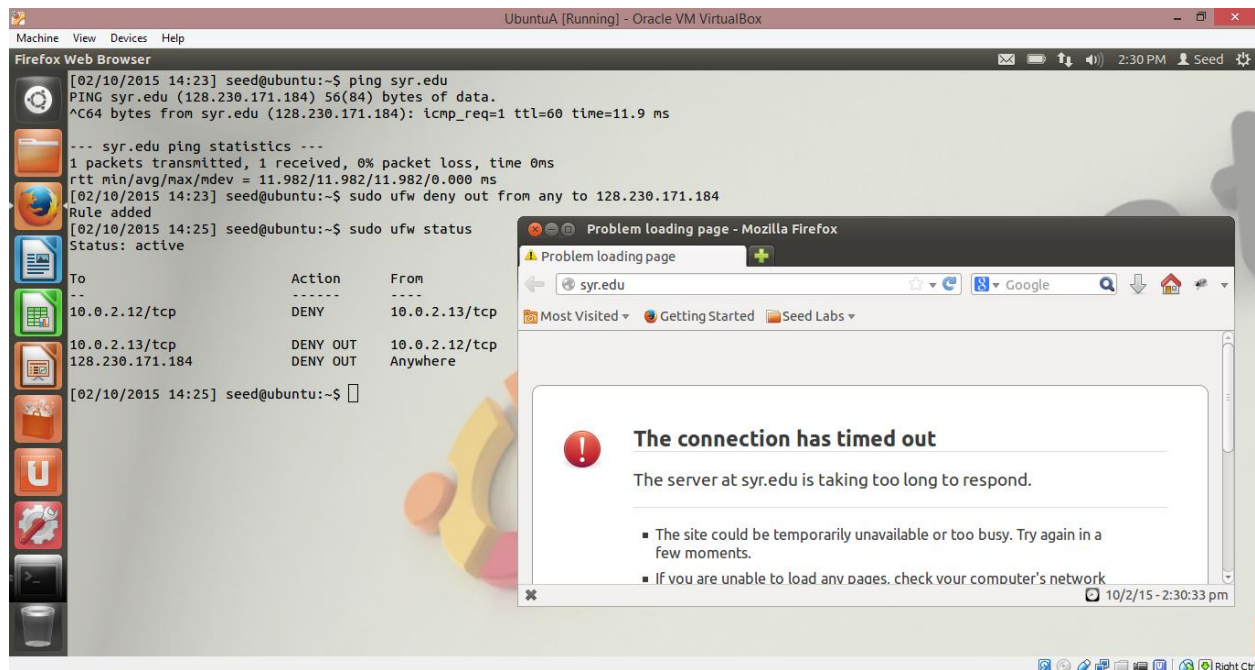 UbuntuA [Running] - Oracle VM VirtualBox
Machine View Devices Help
Firefox Web Browser
2:30 PM Seed
[02/10/2015 14:23] seed@ubuntu:~$ ping syr.edu
PING syr.edu (128.230.171.184) 56(84) bytes of data.
^C64 bytes from syr.edu (128.230.171.184): icmp_req=1 ttl=60 time=11.9 ms
--- syr.edu ping statistics ---
1 packets transmitted, 1 received, 0% packet loss, time 0ms
rtt min/avg/max/mdev = 11.982/11.982/11.982/0.000 ms
[02/10/2015 14:23] seed@ubuntu:~$ sudo ufw deny out from any to 128.230.171.184
Rule added
[02/10/2015 14:25] seed@ubuntu:~$ sudo ufw status
Status: active
To Action From
-- ------ ----
10.0.2.12/tcp DENY 10.0.2.13/tcp
10.0.2.13/tcp DENY OUT 10.0.2.12/tcp
128.230.171.184 DENY OUT Anywhere
[02/10/2015 14:25] seed@ubuntu:~$
Problem loading page - Mozilla Firefox
Problem loading page
syr.edu
Google
Most Visited Getting Started Seed Labs
The connection has timed out
The server at syr.edu is taking too long to respond.
The site could be temporarily unavailable or too busy. Try again in a
few moments.
If you are unable to load any pages, check your computer's network
10/2/15 - 2:30:33 pm
Right Ctr